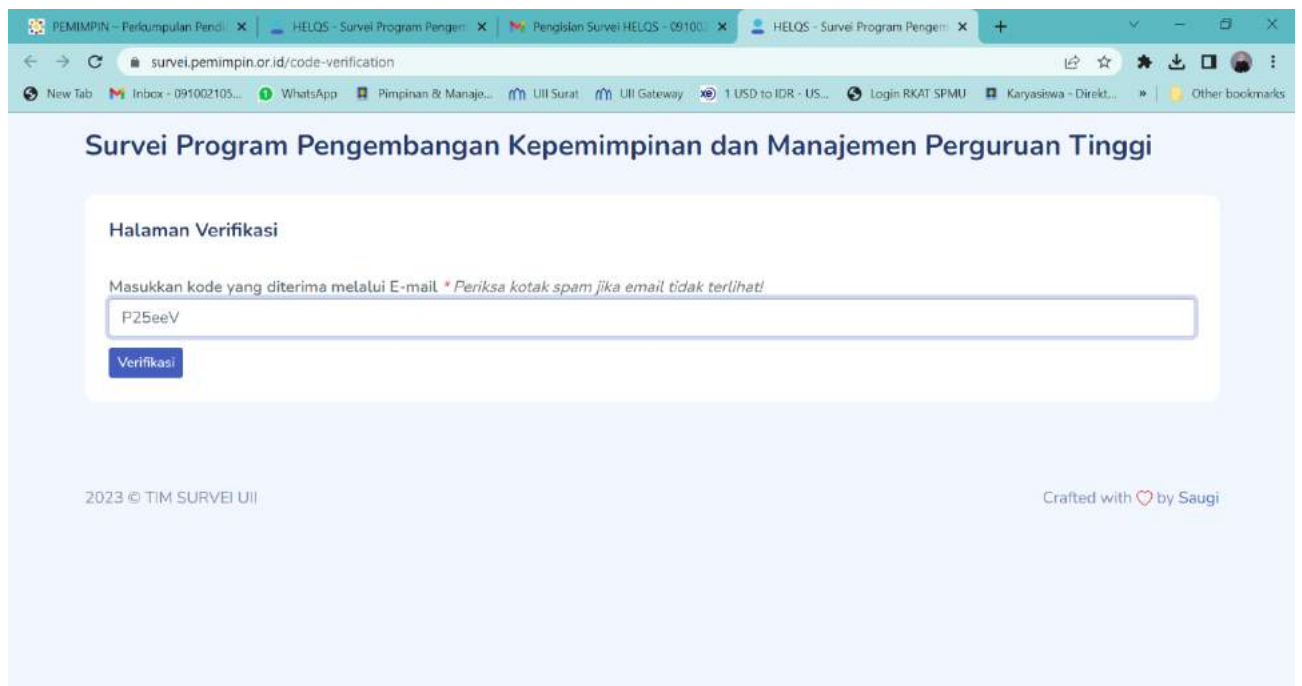 PEMIMPIN – Perkumpulan Pendi
HELQS - Survei Program Pengem
Pengisian Survei HELQS - 09100
HELQS - Survei Program Pengem
survei.pemimpin.or.id/code-verification
New Tab
Inbox - 091002105...
WhatsApp
Pimpinan & Manaje...
UII Surat
UII Gateway
1 USD to IDR - US...
Login RKAT SPMU
Karyasiswa - Direkt...
»
Other bookmarks
Survei Program Pengembangan Kepemimpinan dan Manajemen Perguruan Tinggi
Halaman Verifikasi
Masukkan kode yang diterima melalui E-mail * Periksa kotak spam jika email tidak terlihat!
P25eeV
Verifikasi
2023 © TIM SURVEI UII
Crafted with ♡ by Saugi